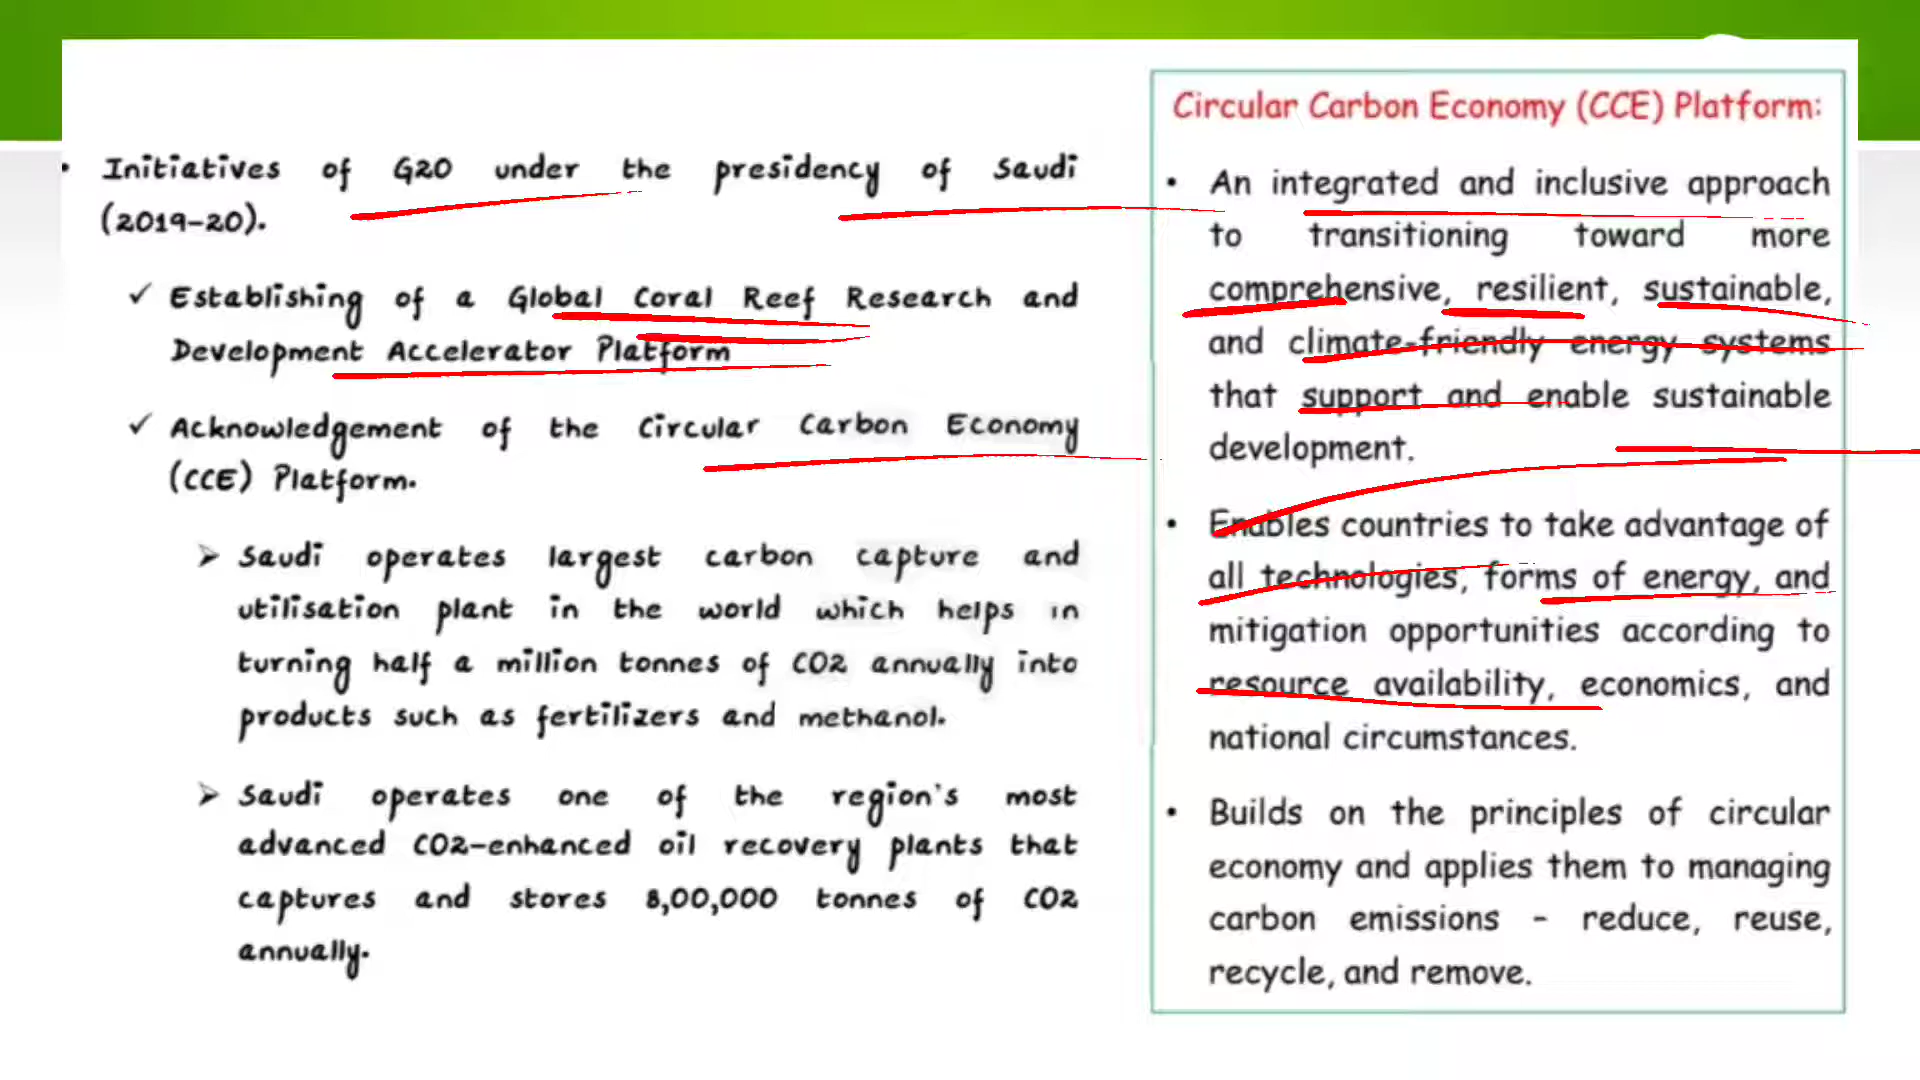 Initiatives of G20 under the presidency of Saudi
(2019-20).
✓ Establishing of a Global Coral Reef Research and
Development Accelerator Platform
✓ Acknowledgement of the Circular Carbon Economy
(CCE) Platform.
➢ Saudi operates largest carbon capture and
utilisation plant in the world which helps in
turning half a million tonnes of CO2 annually into
products such as fertilizers and methanol.
➢ Saudi operates one of the region's most
advanced CO2-enhanced oil recovery plants that
captures and stores 8,00,000 tonnes of CO2
annually.
Circular Carbon Economy (CCE) Platform:
• An integrated and inclusive approach
to transitioning toward more
comprehensive, resilient, sustainable,
and climate-friendly energy systems
that support and enable sustainable
development.
• Enables countries to take advantage of
all technologies, forms of energy, and
mitigation opportunities according to
resource availability, economics, and
national circumstances.
• Builds on the principles of circular
economy and applies them to managing
carbon emissions - reduce, reuse,
recycle, and remove.